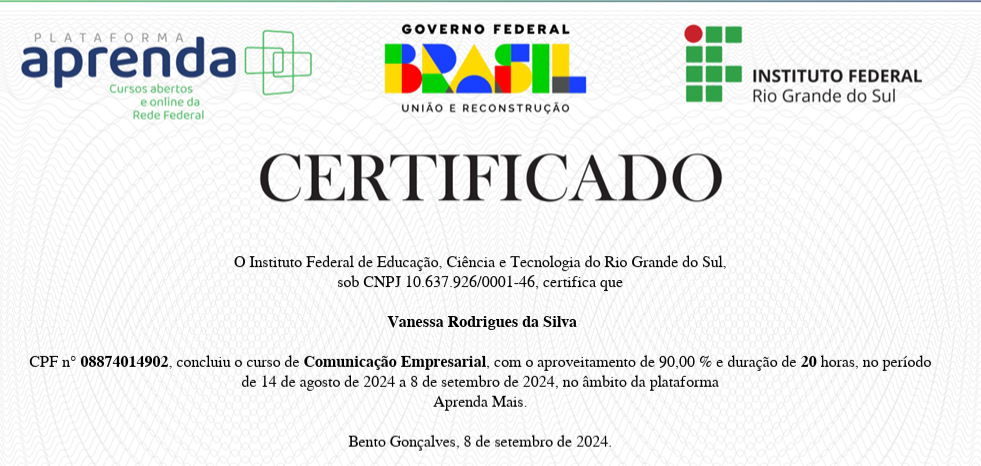 PLATAFORMA
aprenda
Cursos abertos
e online da
Rede Federal
GOVERNO FEDERAL
BRASIL
UNIÃO E RECONSTRUÇÃO
INSTITUTO FEDERAL
Rio Grande do Sul
CERTIFICADO
O Instituto Federal de Educação, Ciência e Tecnologia do Rio Grande do Sul,
sob CNPJ 10.637.926/0001-46, certifica que
Vanessa Rodrigues da Silva
CPF n° 08874014902, concluiu o curso de Comunicação Empresarial, com o aproveitamento de 90,00 % e duração de 20 horas, no período
de 14 de agosto de 2024 a 8 de setembro de 2024, no âmbito da plataforma
Aprenda Mais.
Bento Gonçalves, 8 de setembro de 2024.